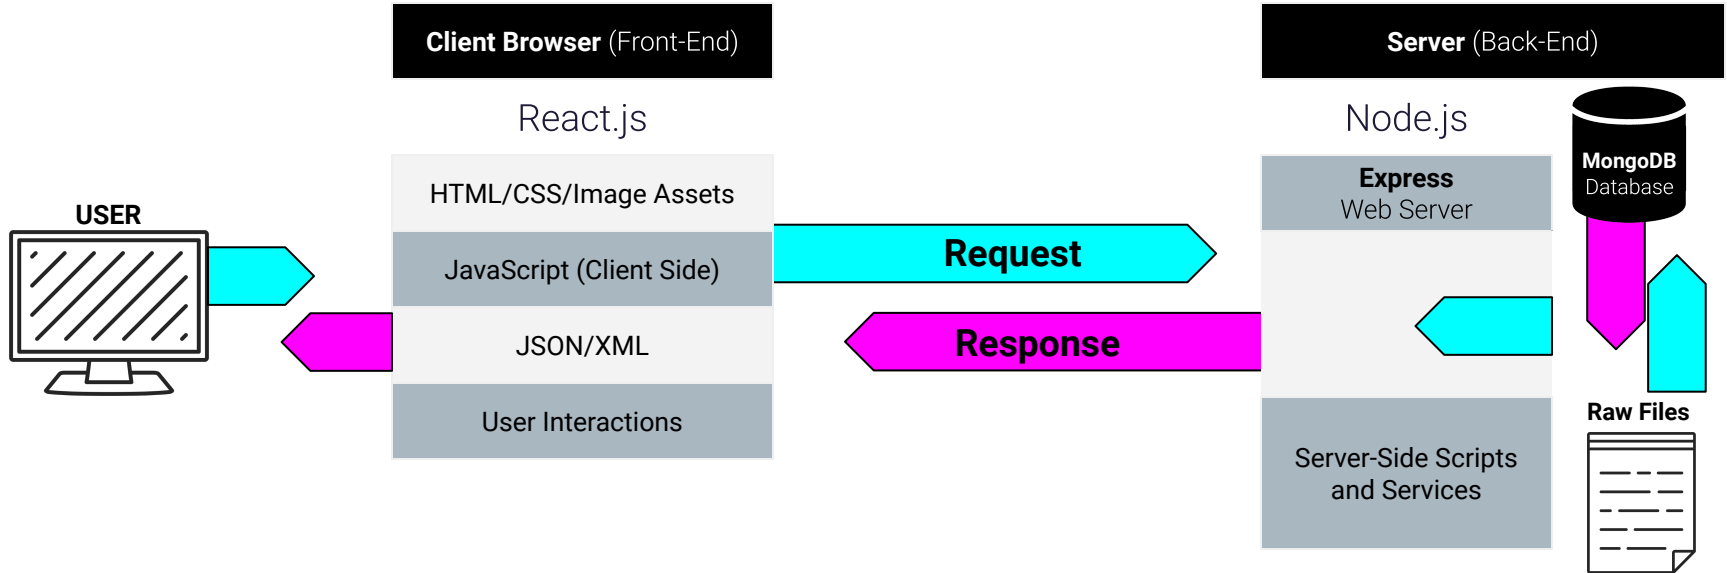 Client Browser (Front-End)
Server (Back-End)
React.js
Node.js
USER
HTML/CSS/Image Assets
JavaScript (Client Side)
JSON/XML
User Interactions
Request
Response
Express
Web Server
Server-Side Scripts
and Services
MongoDB
Database
Raw Files